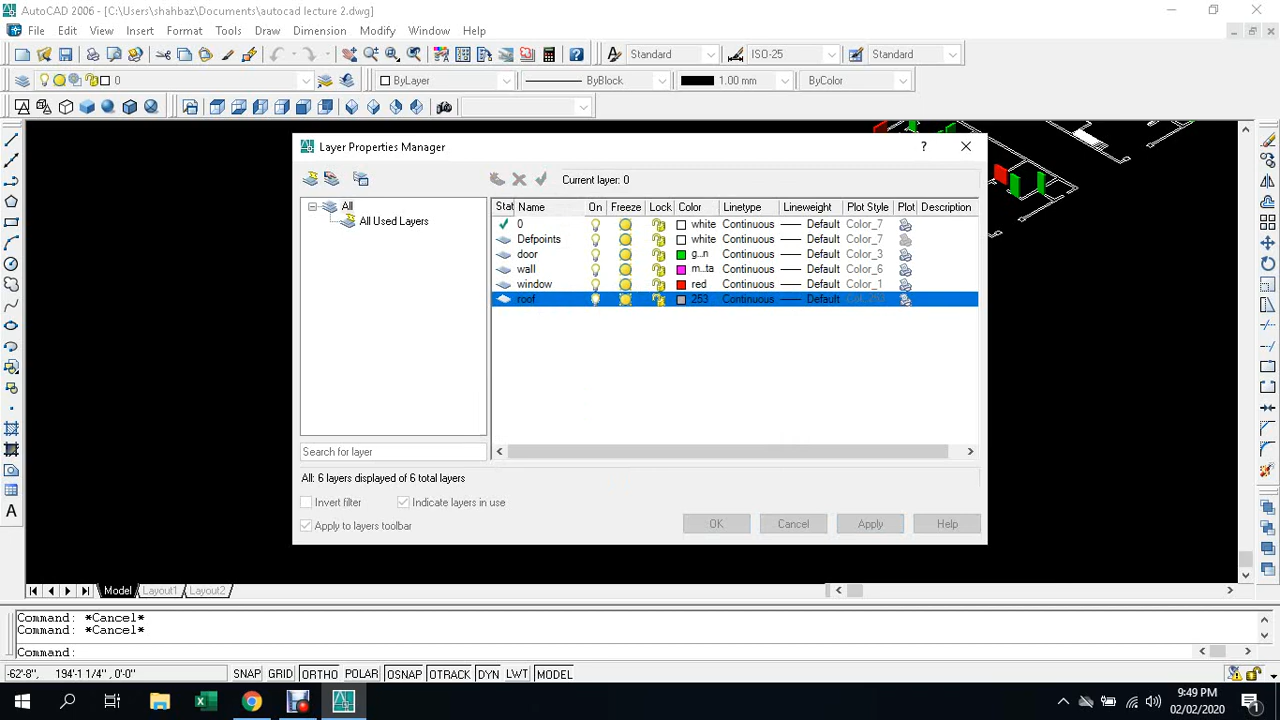 AutoCAD 2006 - [C:\Users\shahbaz\Documents\autocad lecture 2.dwg]
File Edit View Insert Format Tools Draw Dimension Modify Window Help
Standard ISO-25 Standard
0 ByLayer ByBlock 1.00 mm ByColor
Layer Properties Manager
Current layer: 0
All
All Used Layers
Stat Name On Freeze Lock Color Linetype Lineweight Plot Style Plot Description
0 white Continuous Default Color_7
Defpoints white Continuous Default Color_7
door g...n Continuous Default Color_3
wall m...ta Continuous Default Color_6
window red Continuous Default Color_1
roof 253 Continuous Default
Search for layer
All: 6 layers displayed of 6 total layers
Invert filter Indicate layers in use
Apply to layers toolbar
OK Cancel Apply Help
Model Layout1 Layout2
Command: *Cancel*
Command: *Cancel*
Command:
-62'-8", 194'-1 1/4", 0'-0" SNAP GRID ORTHO POLAR OSNAP OTRACK DYN LWT MODEL
9:49 PM
02/02/2020